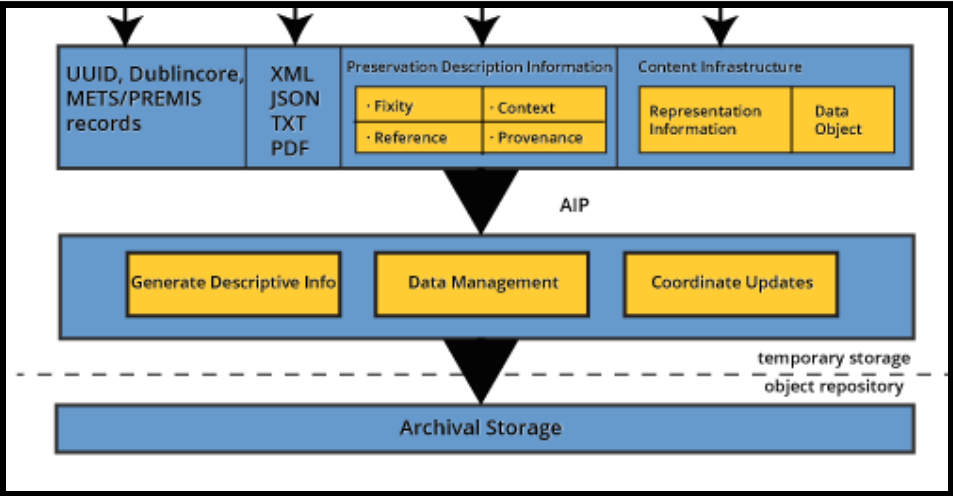 UUID, Dublincore,
METS/PREMIS
records
XML
JSON
TXT
PDF
Preservation Description Information
· Fixity
· Context
· Reference
· Provenance
Content Infrastructure
Representation
Information
Data
Object
AIP
Generate Descriptive Info
Data Management
Coordinate Updates
temporary storage
object repository
Archival Storage